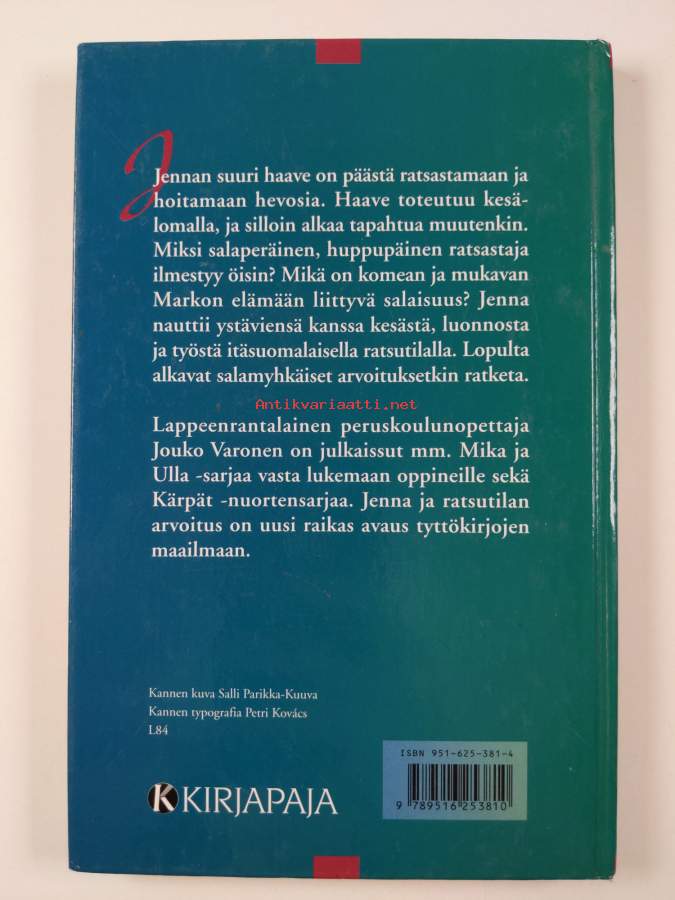 Jennan suuri haave on päästä ratsastamaan ja
hoitamaan hevosia. Haave toteutuu kesä-
lomalla, ja silloin alkaa tapahtua muutenkin.
Miksi salaperäinen, huppupäinen ratsastaja
ilmestyy öisin? Mikä on komean ja mukavan
Markon elämään liittyvä salaisuus? Jenna
nauttii ystäviensä kanssa kesästä, luonnosta
ja työstä itäsuomalaisella ratsutilalla. Lopulta
alkavat salamyhkäiset arvoituksetkin ratketa.
Antikvariaatti.net
Lappeenrantalainen peruskoulunopettaja
Jouko Varonen on julkaissut mm. Mika ja
Ulla -sarjaa vasta lukemaan oppineille sekä
Kärpät -nuortensarjaa. Jenna ja ratsutilan
arvoitus on uusi raikas avaus tyttökirjojen
maailmaan.
Kannen kuva Salli Parikka-Kuuva
Kannen typografia Petri Kovács
L84
K KIRJAPAJA
ISBN 951-625-381-4
9 789516 253810